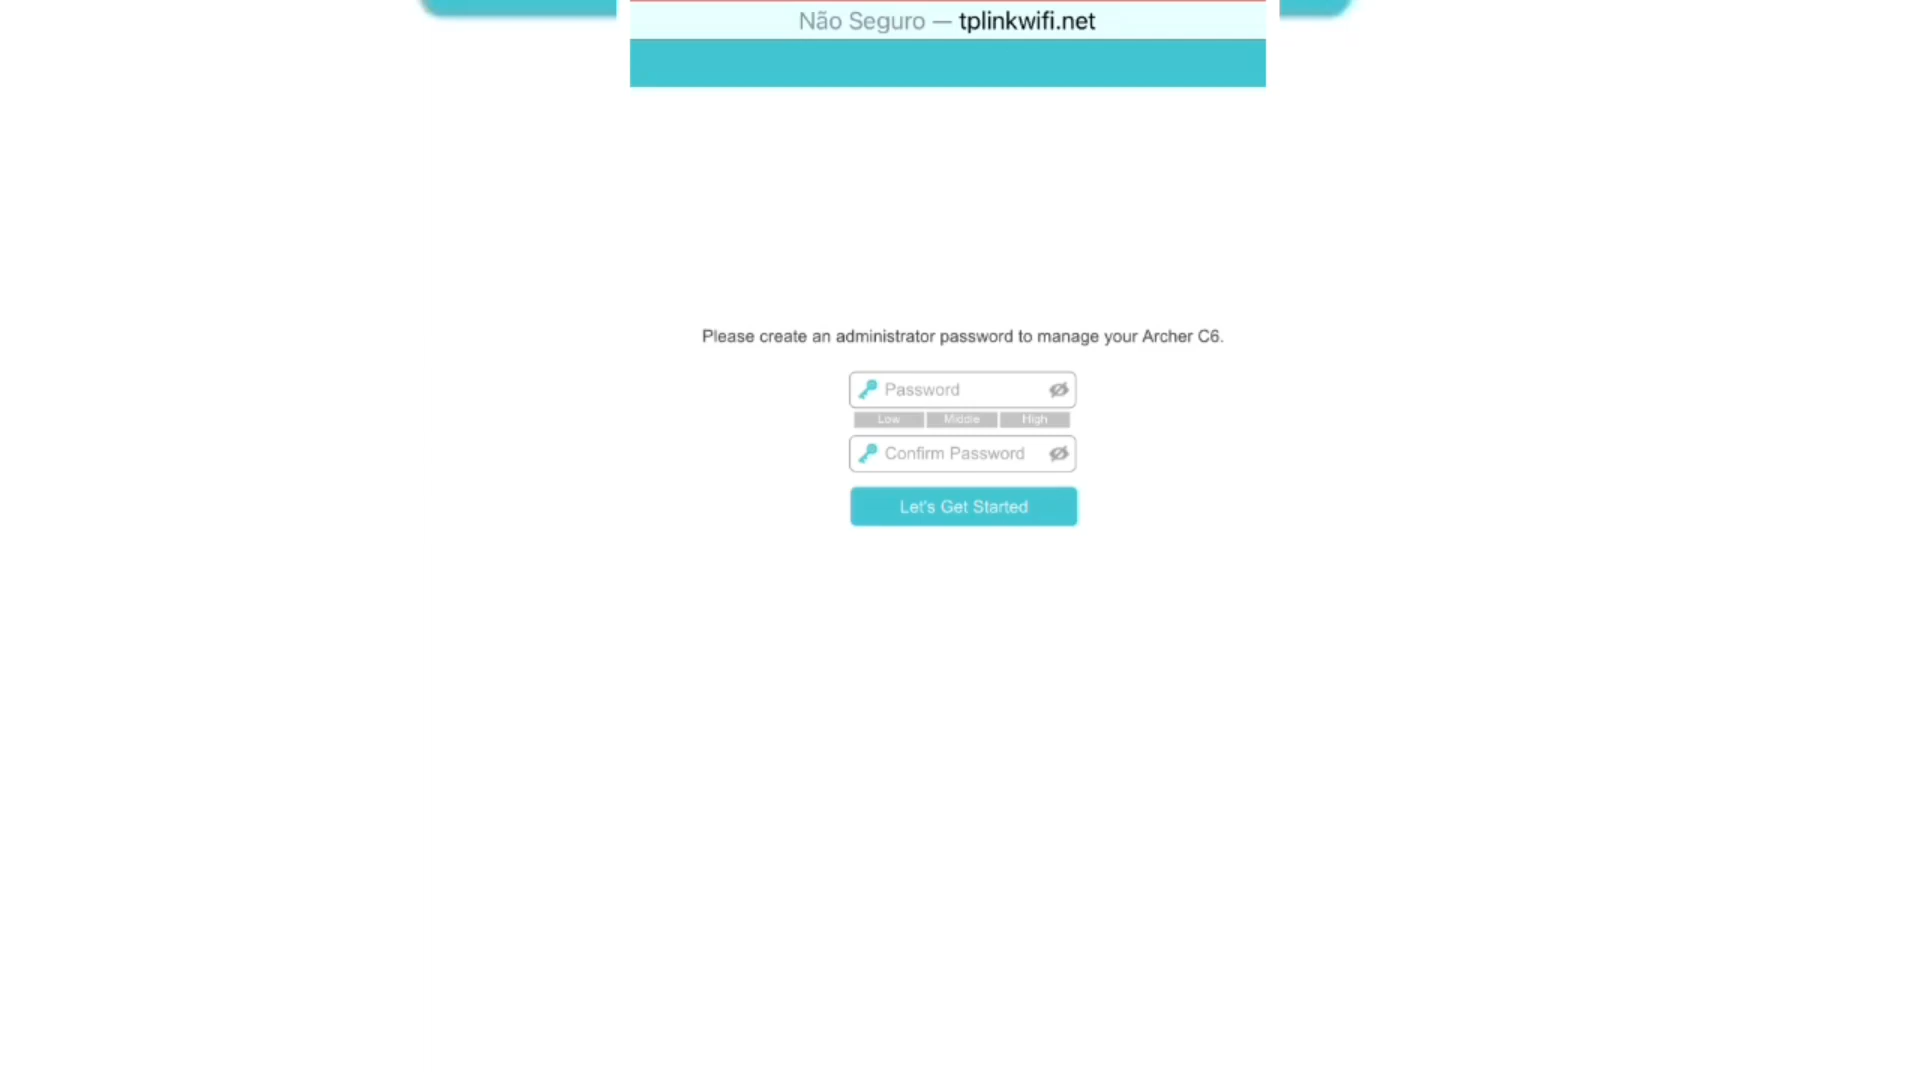 Não Seguro — tplinkwifi.net
Please create an administrator password to manage your Archer C6.
Password
Low Middle High
Confirm Password
Let's Get Started